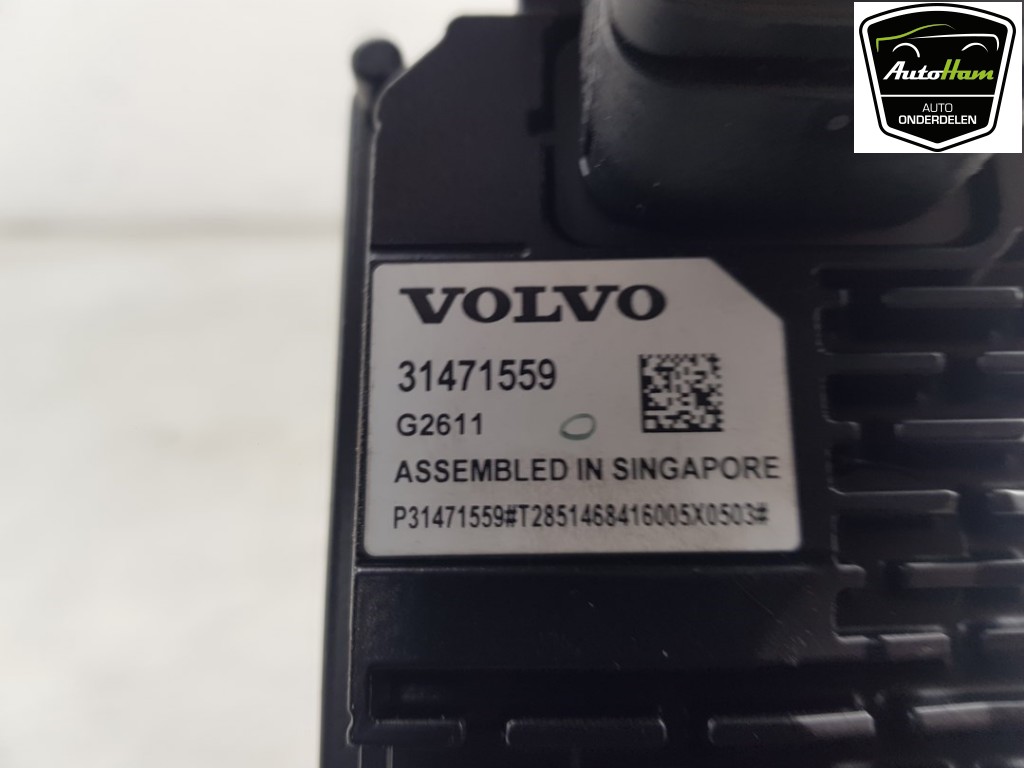 AutoHam
AUTO
ONDERDELEN
VOLVO
31471559
G2611
ASSEMBLED IN SINGAPORE
P31471559#T2851468416005X0503#